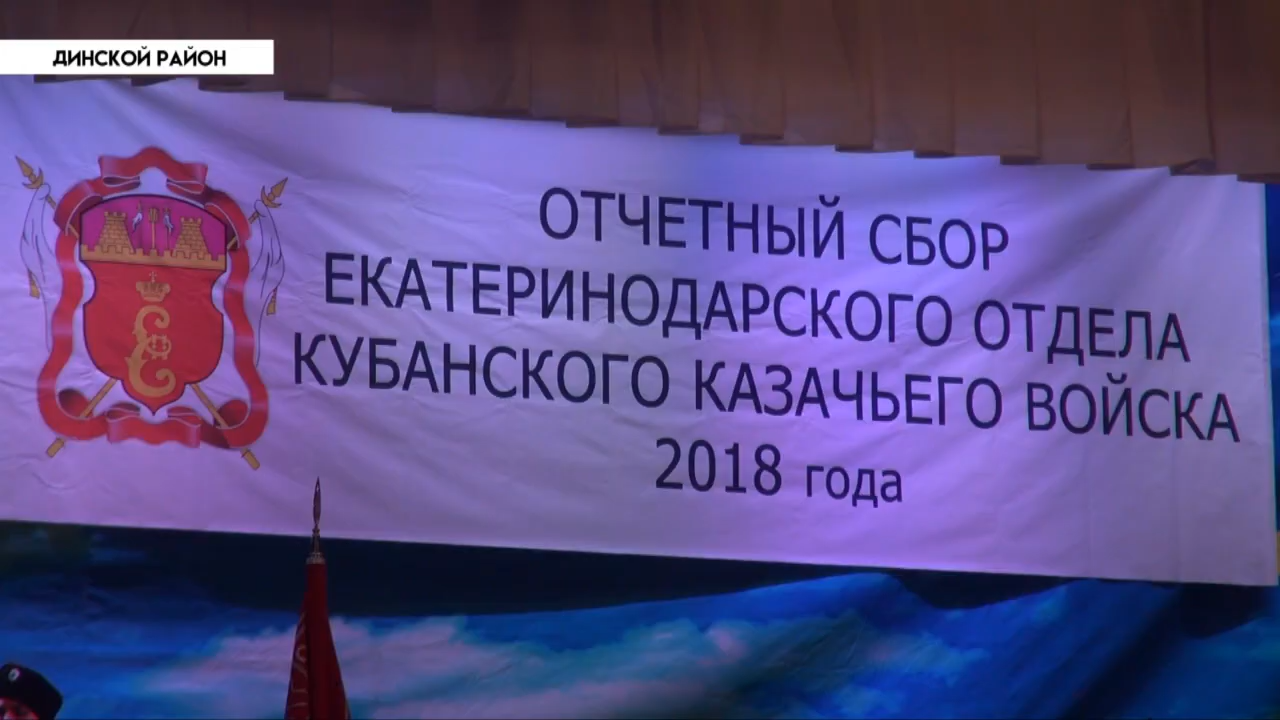 ДИНСКОЙ РАЙОН
ОТЧЕТНЫЙ СБОР
ЕКАТЕРИНОДАРСКОГО ОТДЕЛА
КУБАНСКОГО КАЗАЧЬЕГО ВОЙСКА
2018 года